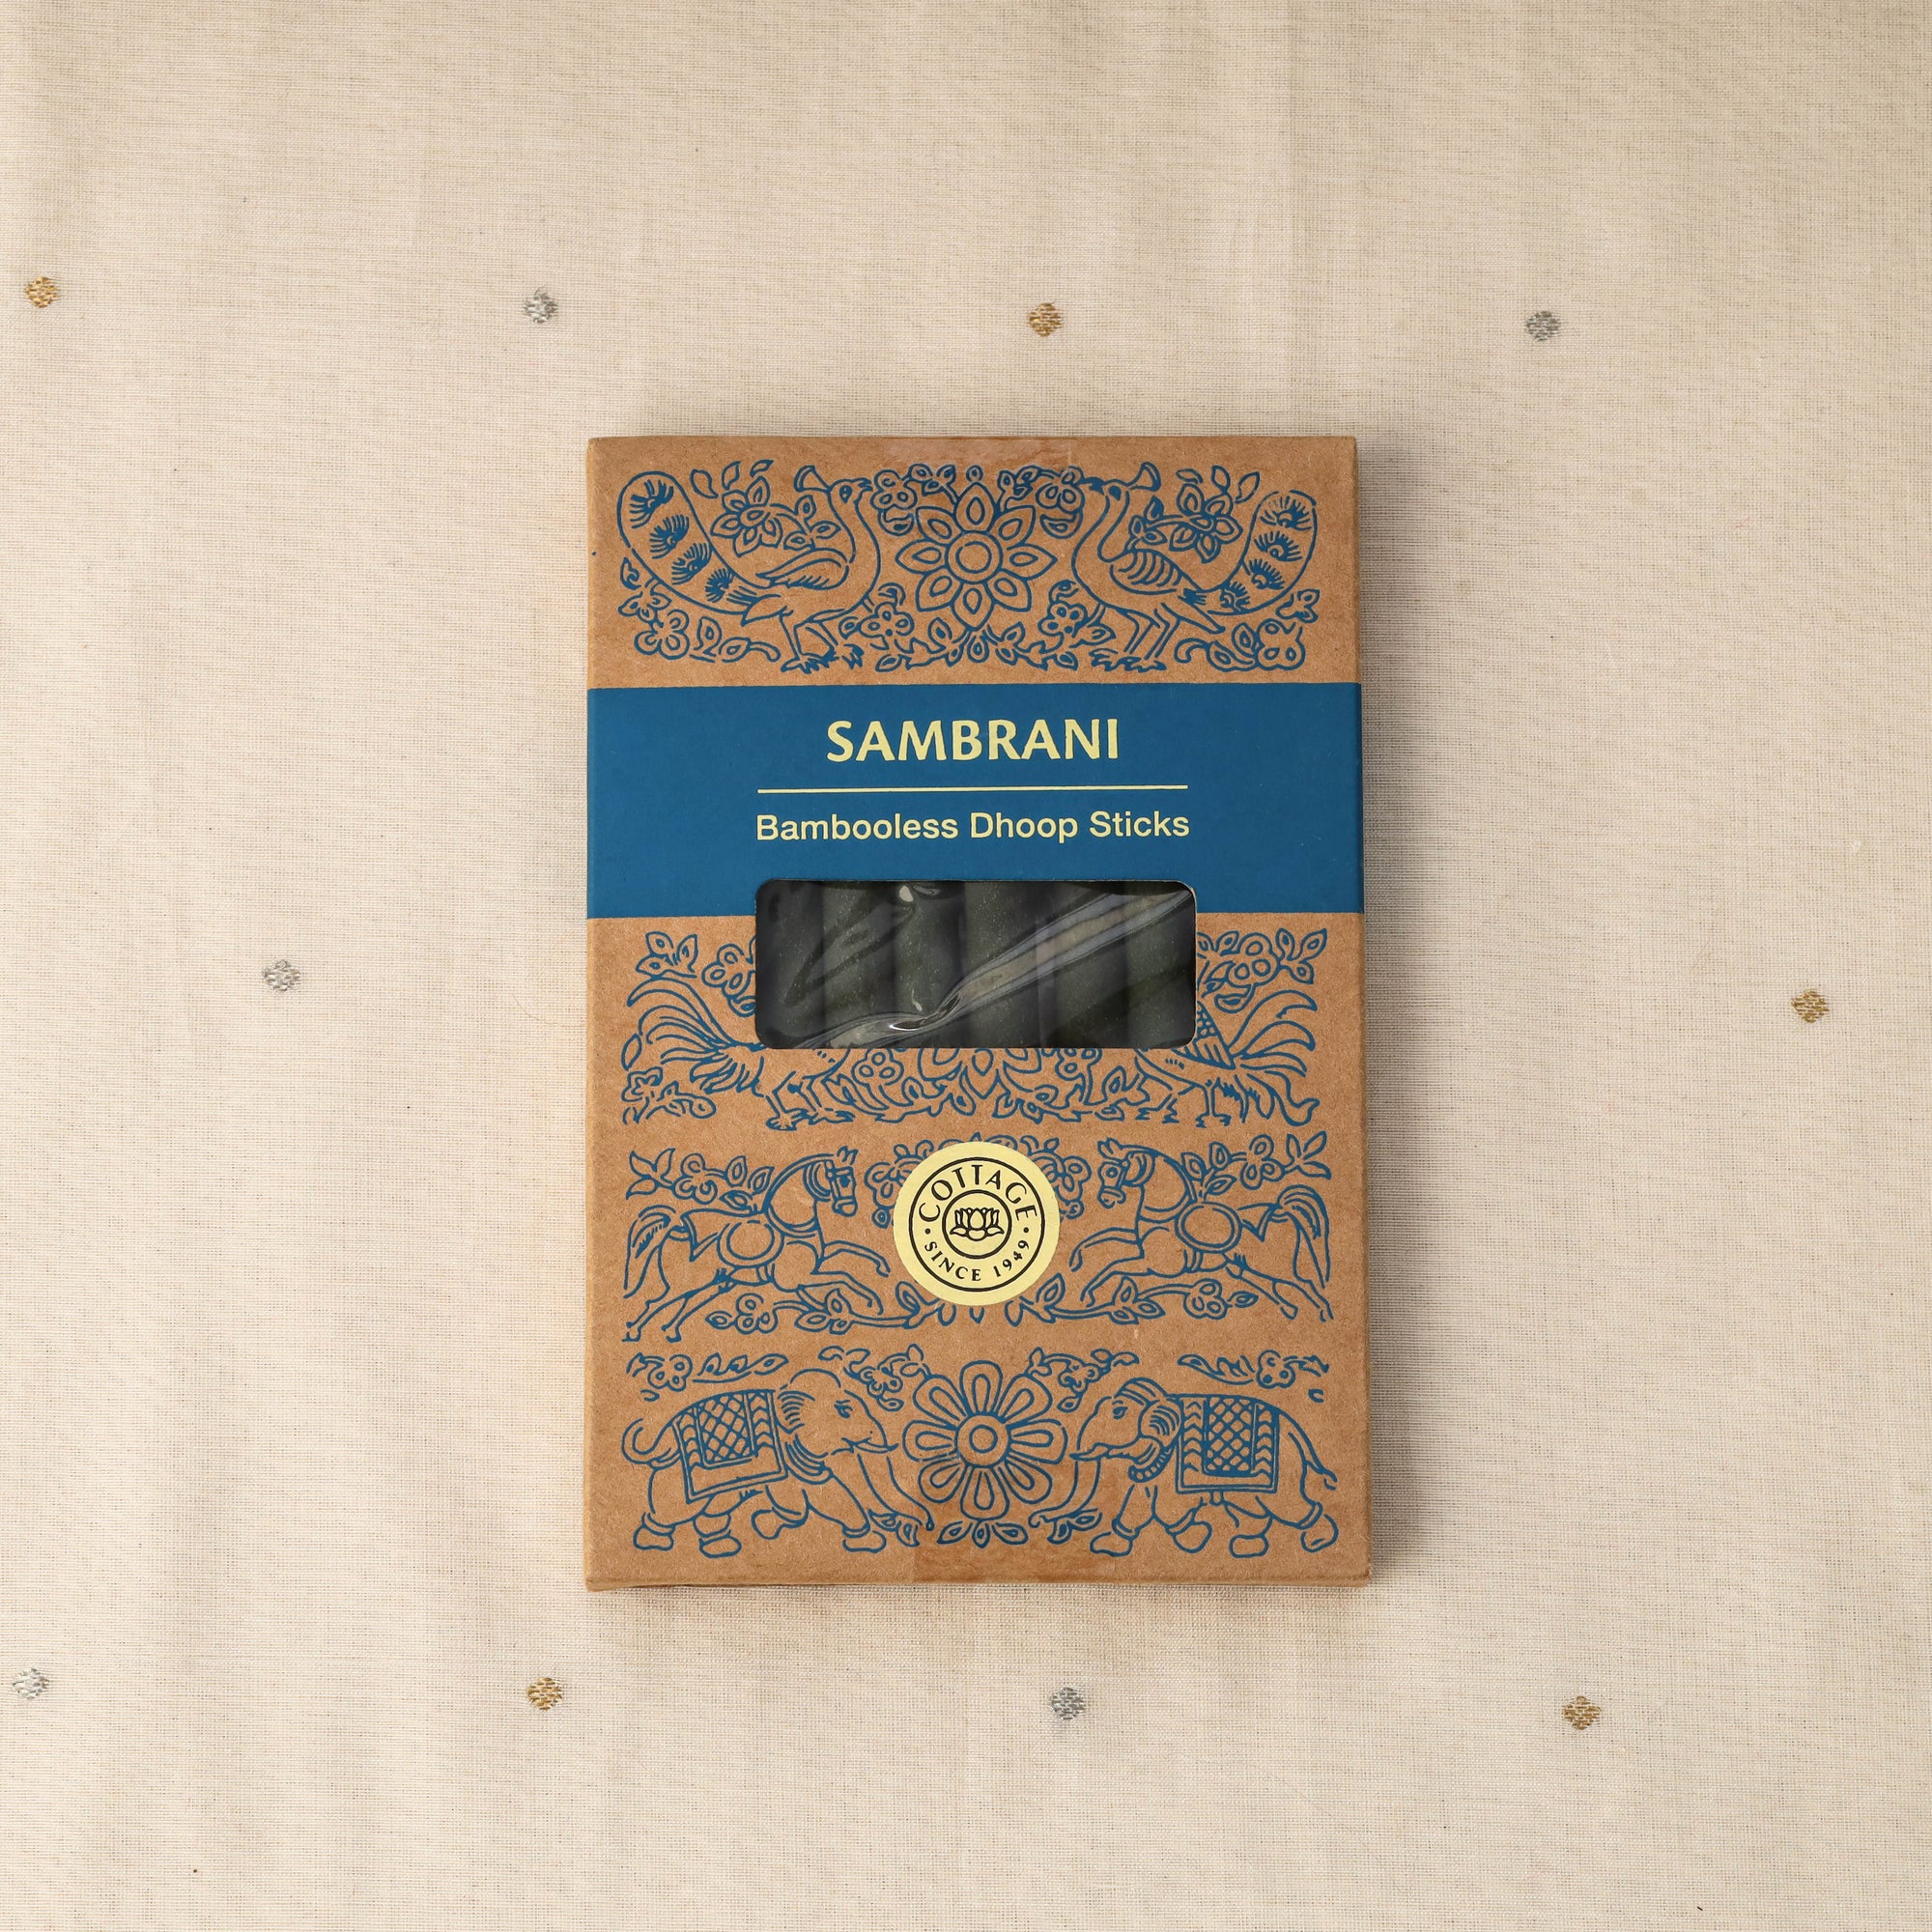 SAMBRANI
Bambooless Dhoop Sticks
COTTAGE
· SINCE 1949 ·